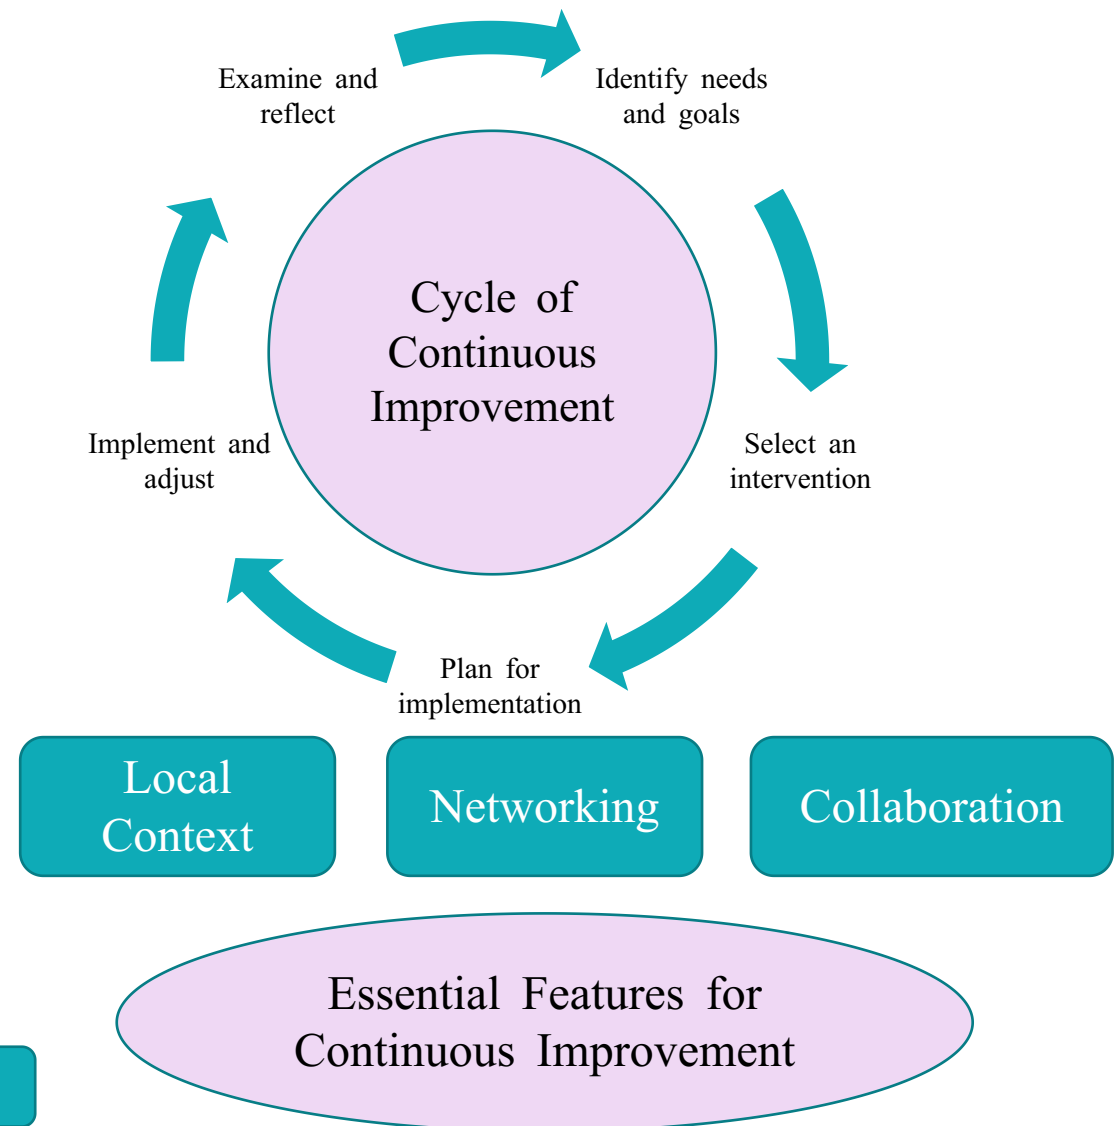 Examine and
reflect
Identify needs
and goals
Cycle of
Continuous
Improvement
Implement and
adjust
Select an
intervention
Plan for
implementation
Local
Context
Networking
Collaboration
Essential Features for
Continuous Improvement